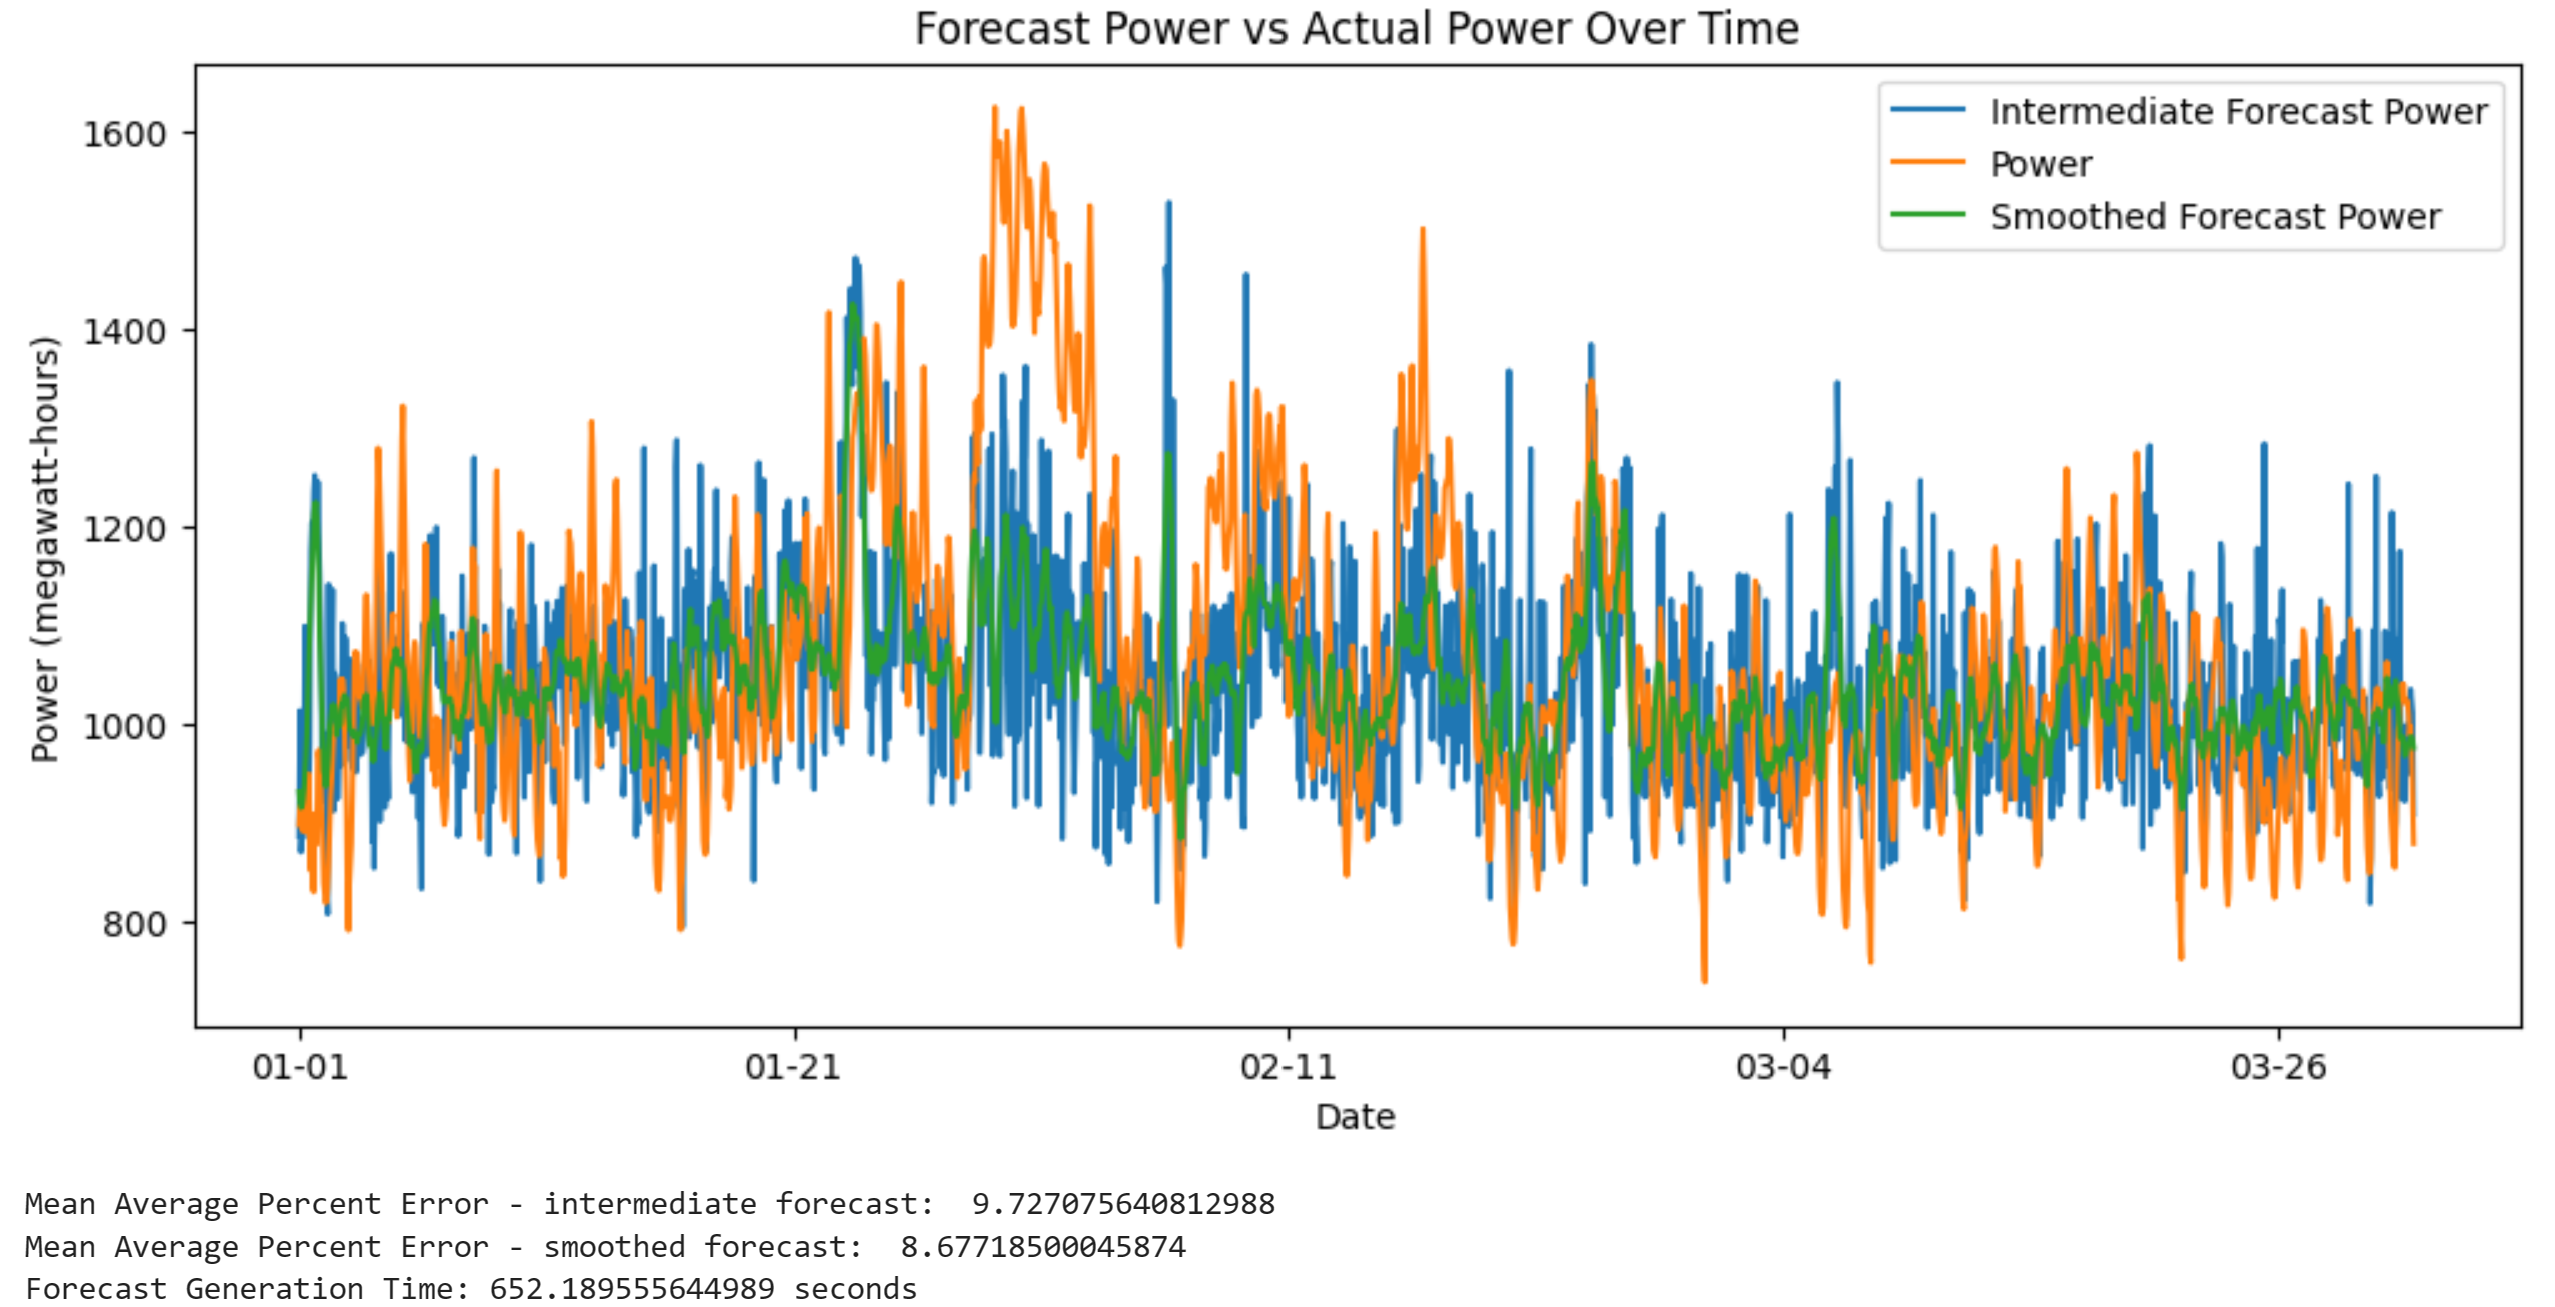 Forecast Power vs Actual Power Over Time
Intermediate Forecast Power
Power
Smoothed Forecast Power
1600
1400
1200
1000
800
Power (megawatt-hours)
01-01 01-21 02-11 03-04 03-26
Date
Mean Average Percent Error - intermediate forecast:  9.727075640812988
Mean Average Percent Error - smoothed forecast:  8.67718500045874
Forecast Generation Time: 652.189555644989 seconds